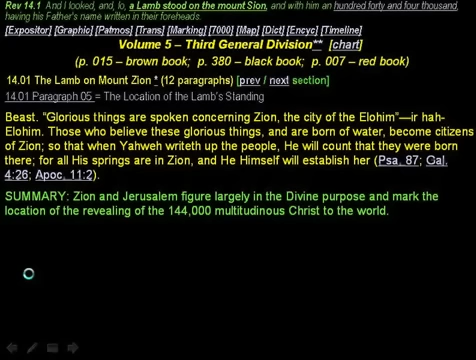 Rev 14.1 And I looked, and, lo, a Lamb stood on the mount Sion, and with him an hundred forty and four thousand,
having his Father's name written in their foreheads.
[Expositor] [Graphic] [Patmos] [Trans] [Marking] [7000] [Map] [Dict] [Encyc] [Timeline]
Volume 5 – Third General Division** [chart]
(p. 015 – brown book; p. 380 – black book; p. 007 – red book)
14.01 The Lamb on Mount Zion * (12 paragraphs) [prev / next section]
14.01 Paragraph 05 = The Location of the Lamb's Standing
Beast. "Glorious things are spoken concerning Zion, the city of the Elohim"—ir hah-
Elohim. Those who believe these glorious things, and are born of water, become citizens
of Zion; so that when Yahweh writeth up the people, He will count that they were born
there; for all His springs are in Zion, and He Himself will establish her (Psa, 87; Gal.
4:26; Apoc, 11:2).
SUMMARY: Zion and Jerusalem figure largely in the Divine purpose and mark the
location of the revealing of the 144,000 multitudinous Christ to the world.